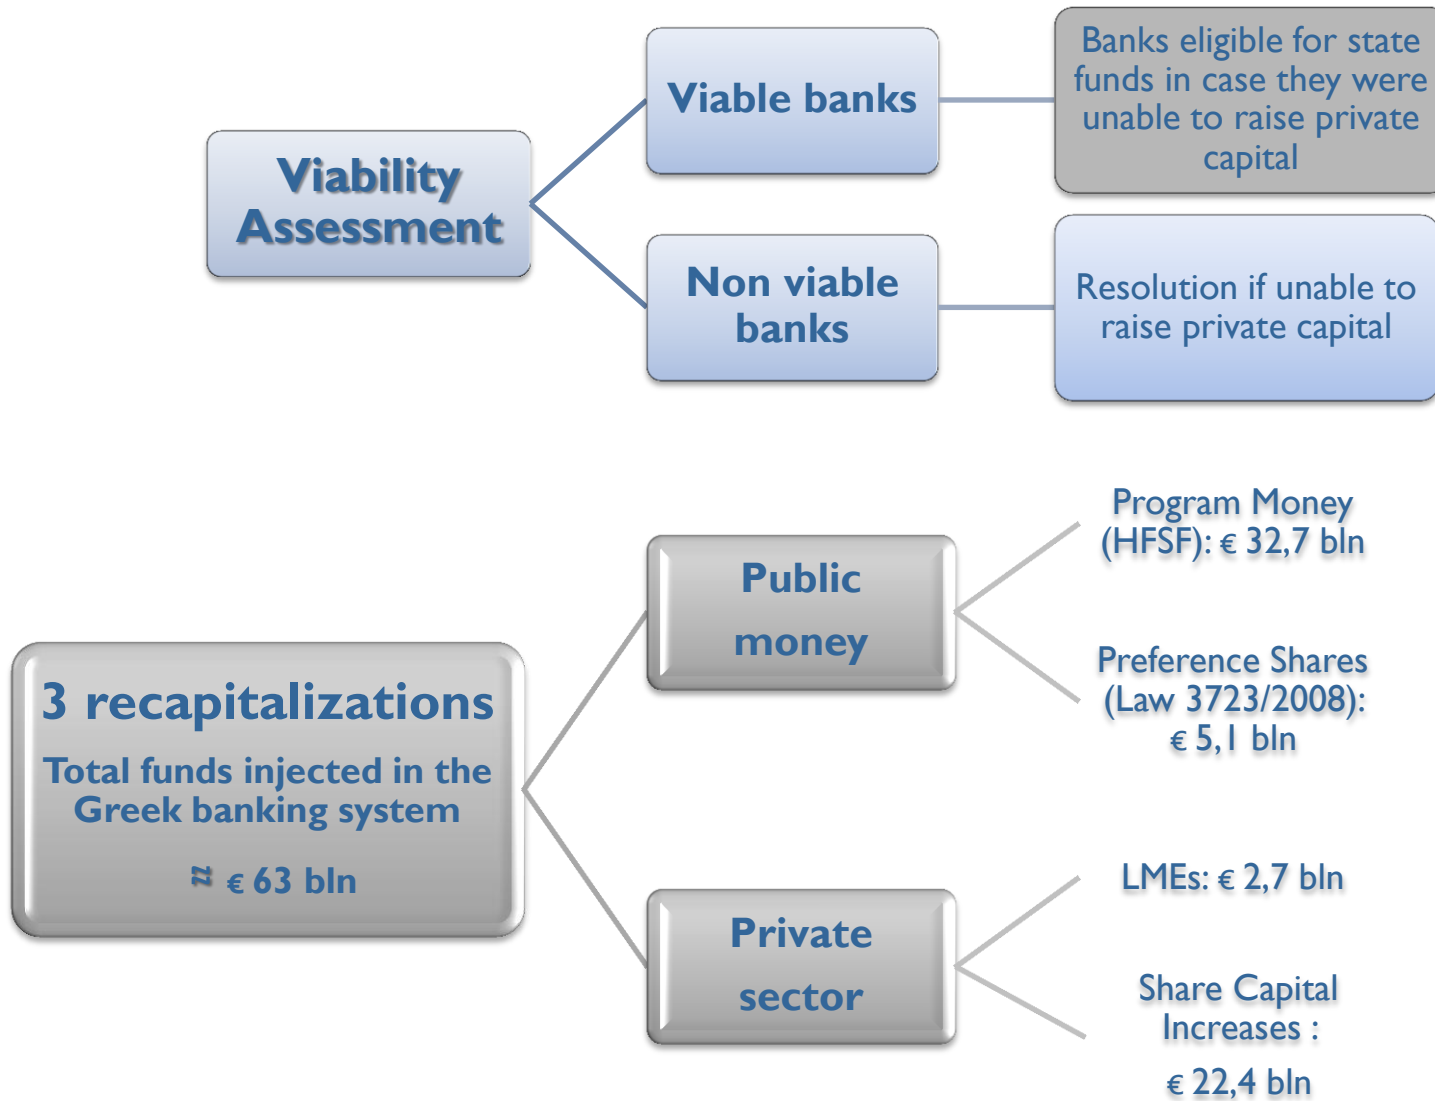 Viability
Assessment
Viable banks
Banks eligible for state
funds in case they were
unable to raise private
capital
Non viable
banks
Resolution if unable to
raise private capital
3 recapitalizations
Total funds injected in the
Greek banking system
≈ € 63 bln
Public
money
Program Money
(HFSF): € 32,7 bln
Preference Shares
(Law 3723/2008):
€ 5,1 bln
Private
sector
LMEs: € 2,7 bln
Share Capital
Increases :
€ 22,4 bln